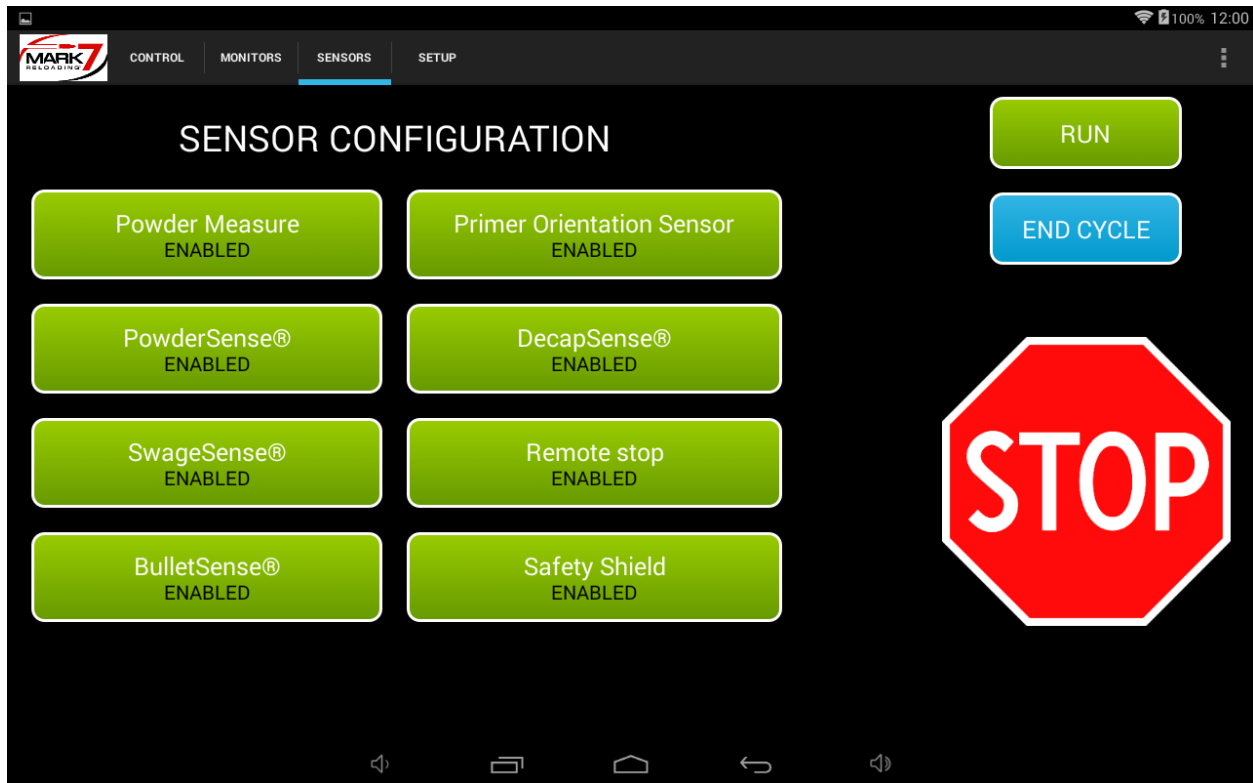 100% 12:00
MARK 7
RELOADING
CONTROL
MONITORS
SENSORS
SETUP
SENSOR CONFIGURATION
RUN
END CYCLE
Powder Measure
ENABLED
Primer Orientation Sensor
ENABLED
PowderSense®
ENABLED
DecapSense®
ENABLED
SwageSense®
ENABLED
Remote stop
ENABLED
BulletSense®
ENABLED
Safety Shield
ENABLED
STOP